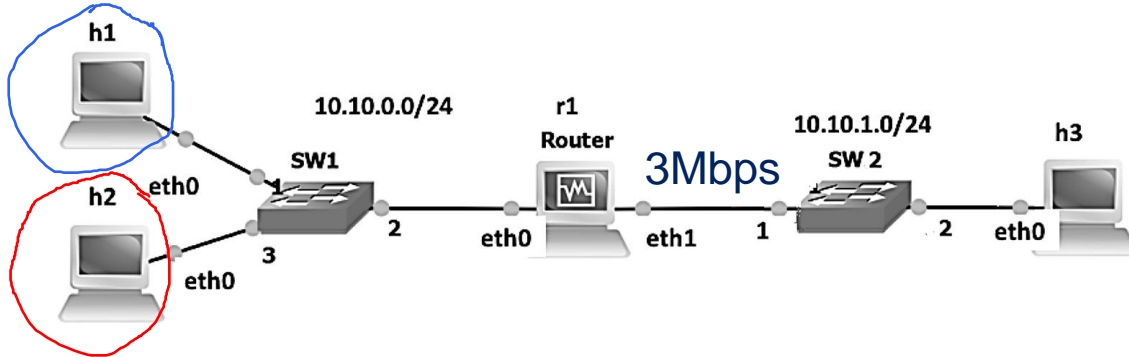 h1
10.10.0.0/24
r1
Router
10.10.1.0/24
h3
SW1
3Mbps
SW 2
eth0
1
h2
3
2
eth0
eth0
eth1
1
2
eth0